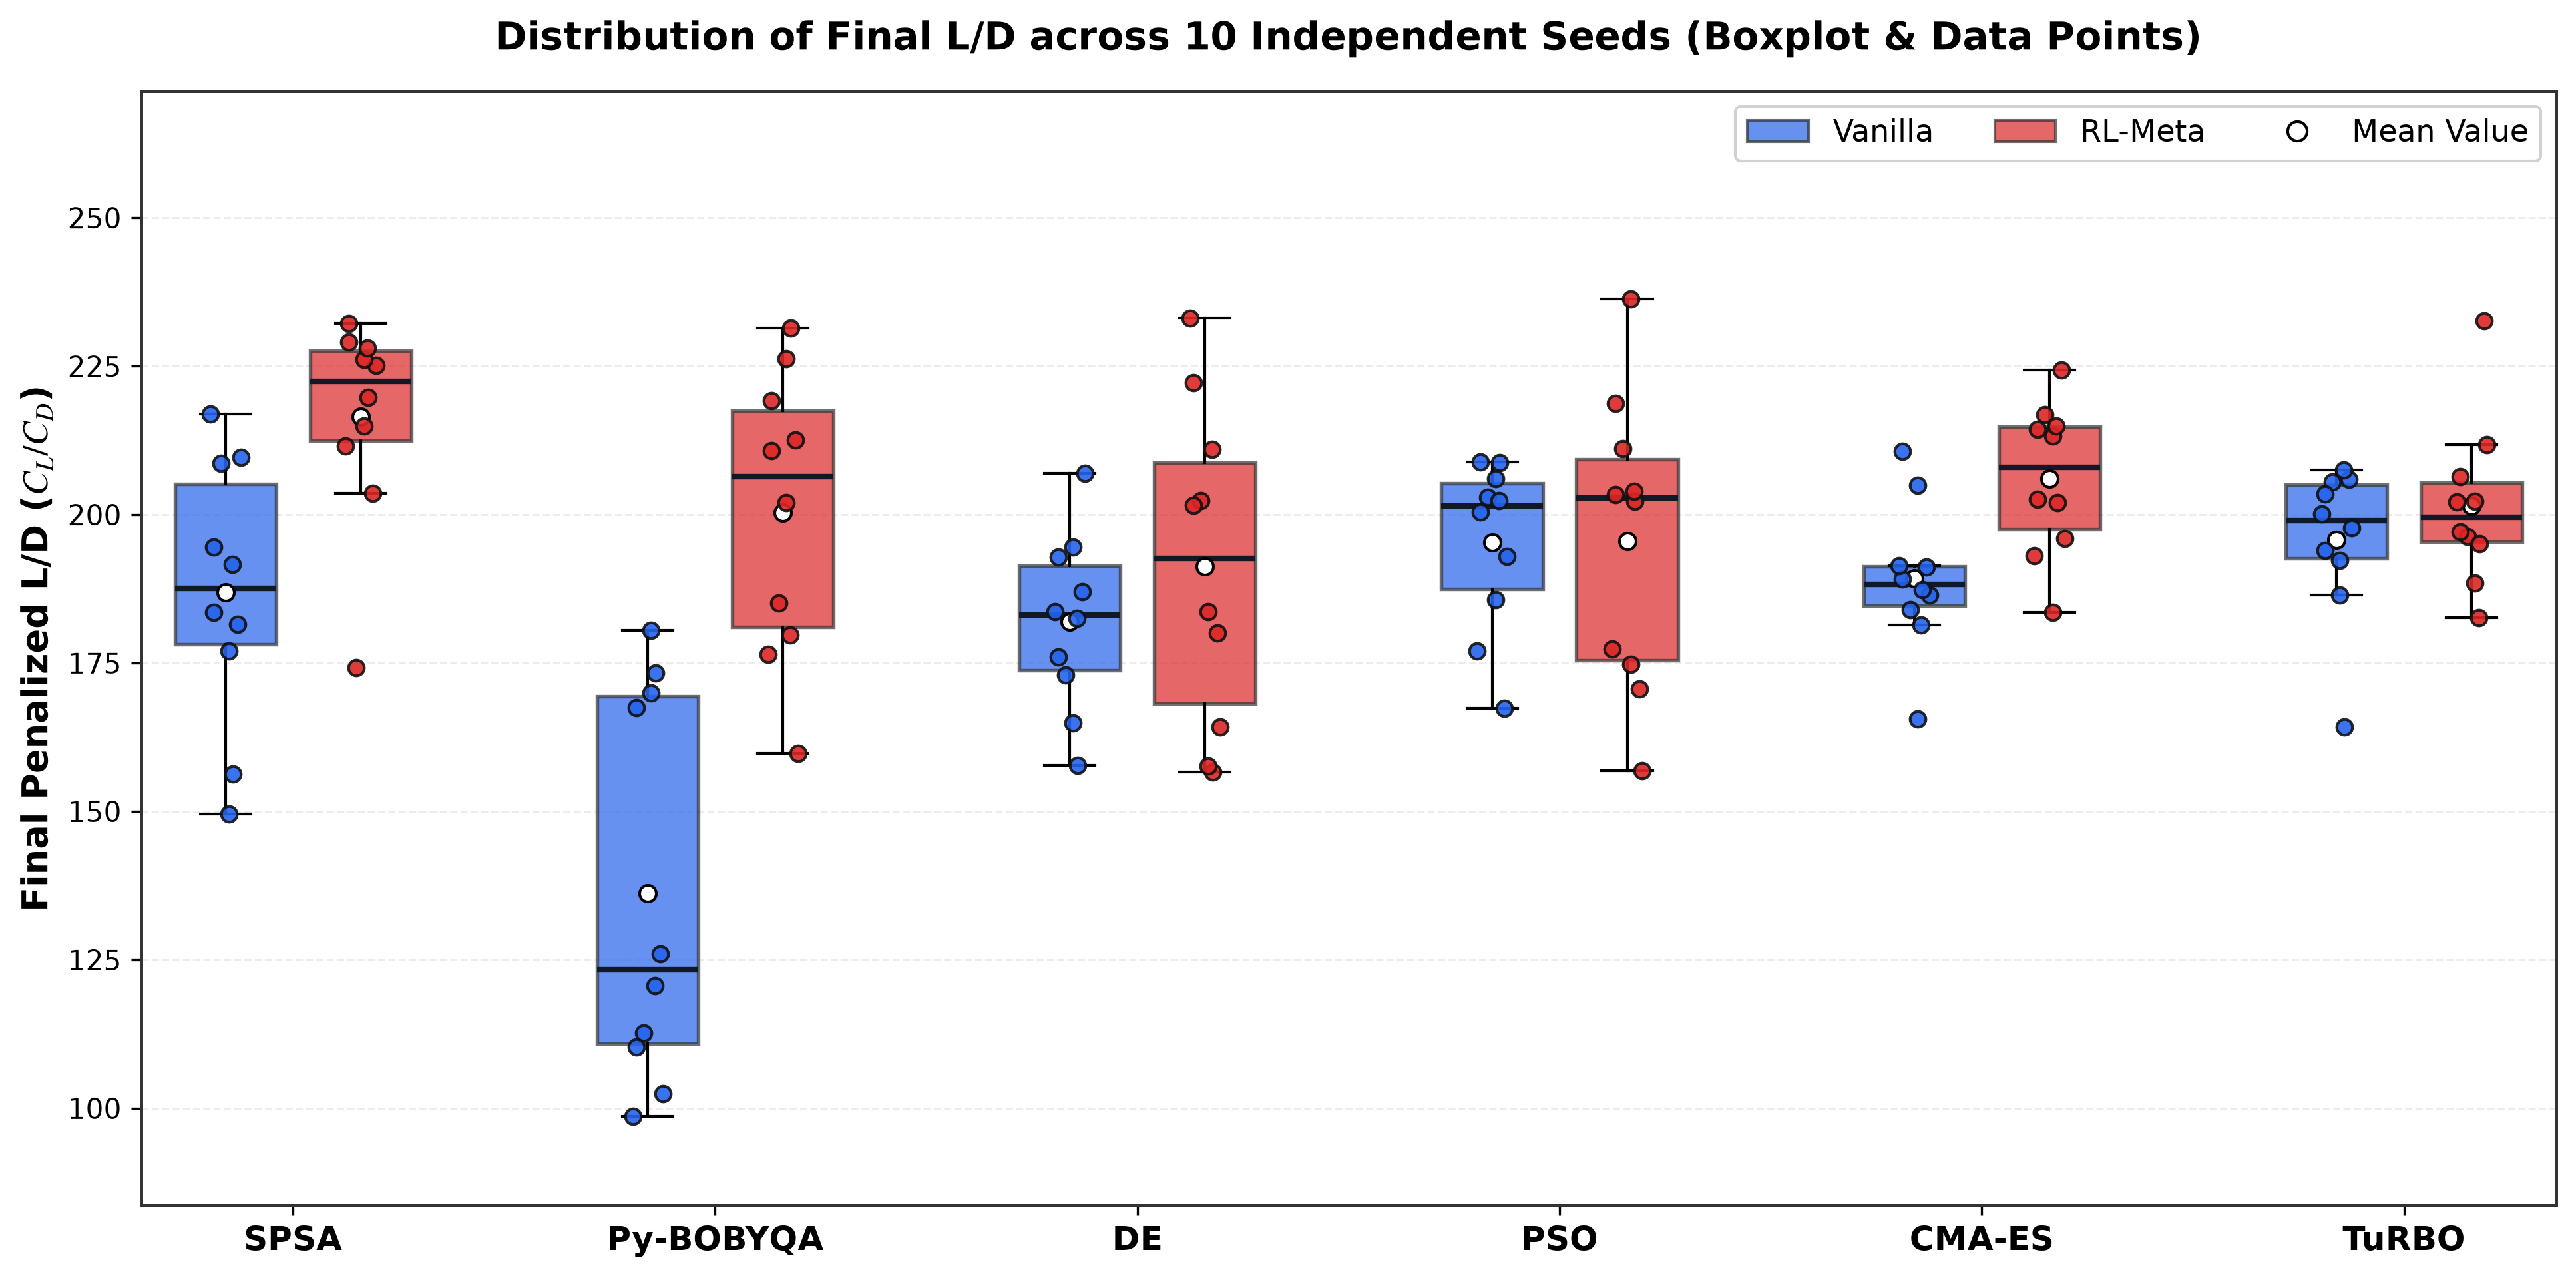 Distribution of Final L/D across 10 Independent Seeds (Boxplot & Data Points)
Vanilla RL-Meta Mean Value
Final Penalized L/D (C_L/C_D)
250
225
200
175
150
125
100
SPSA Py-BOBYQA DE PSO CMA-ES TuRBO